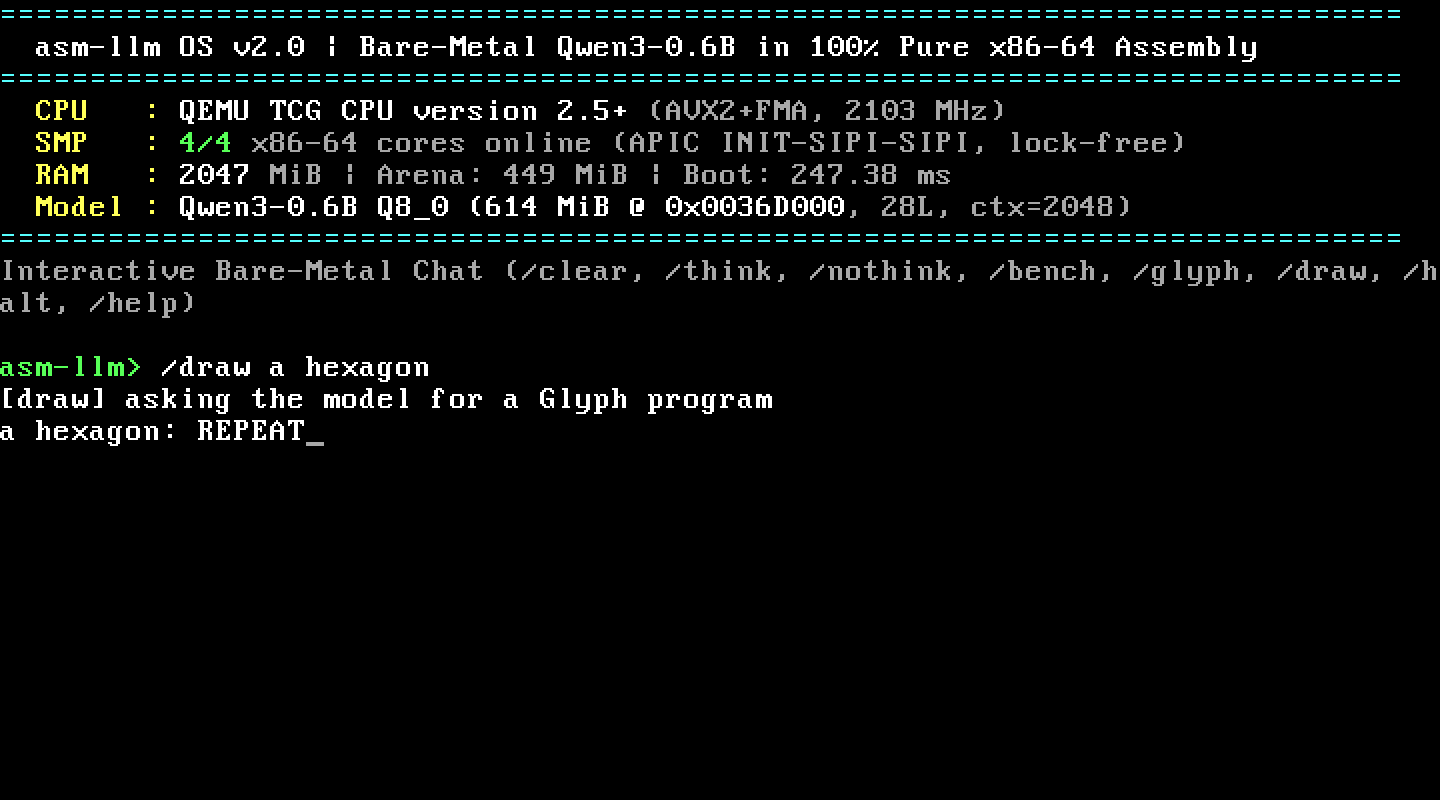 ==============================================================================
  asm-llm OS v2.0 | Bare-Metal Qwen3-0.6B in 100% Pure x86-64 Assembly
==============================================================================
  CPU   : QEMU TCG CPU version 2.5+ (AVX2+FMA, 2103 MHz)
  SMP   : 4/4 x86-64 cores online (APIC INIT-SIPI-SIPI, lock-free)
  RAM   : 2047 MiB | Arena: 449 MiB | Boot: 247.38 ms
  Model : Qwen3-0.6B Q8_0 (614 MiB @ 0x0036D000, 28L, ctx=2048)
==============================================================================
Interactive Bare-Metal Chat (/clear, /think, /nothink, /bench, /glyph, /draw, /h
alt, /help)

asm-llm> /draw a hexagon
[draw] asking the model for a Glyph program
a hexagon: REPEAT_